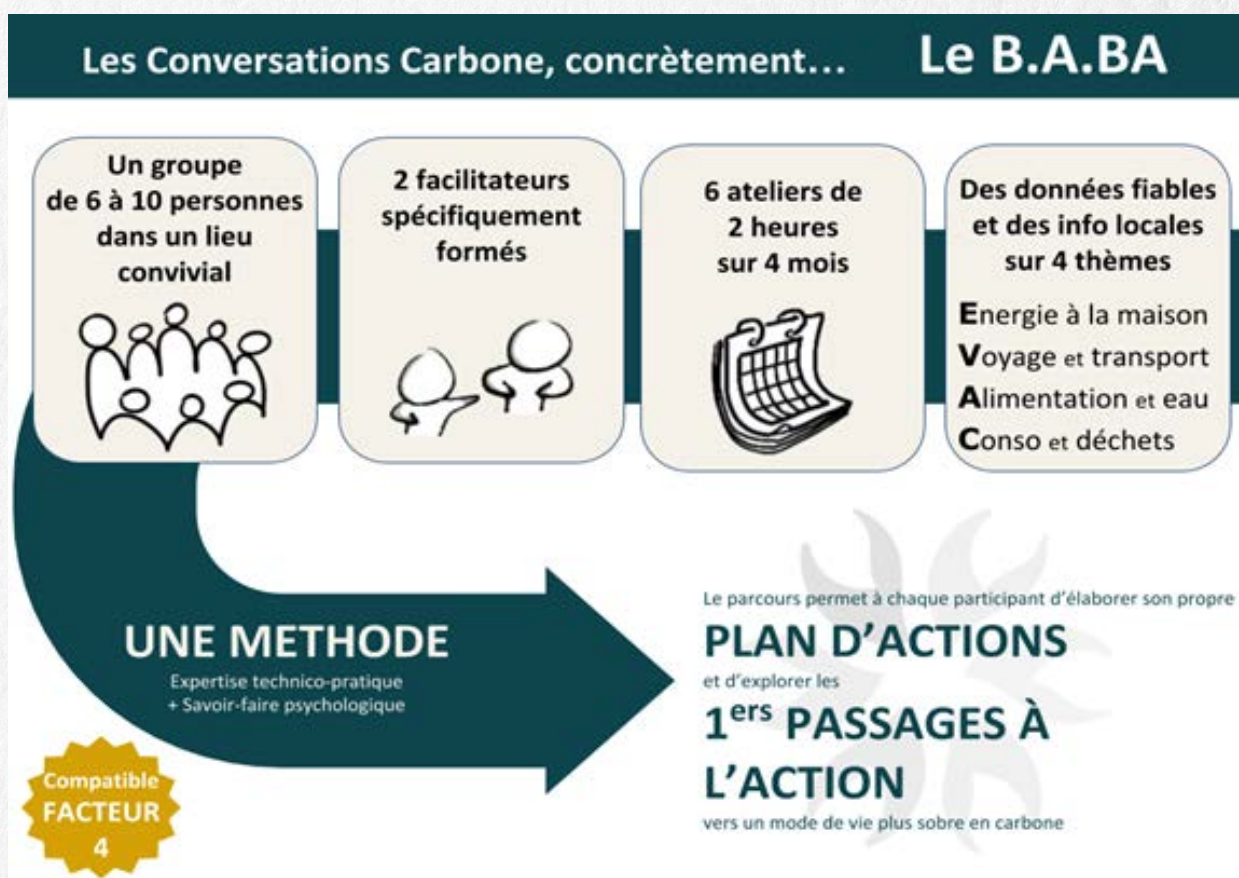 Les Conversations Carbone, concrètement… Le B.A.BA
Un groupe
de 6 à 10 personnes
dans un lieu
convivial
2 facilitateurs
spécifiquement
formés
6 ateliers de
2 heures
sur 4 mois
Des données fiables
et des info locales
sur 4 thèmes
Energie à la maison
Voyage et transport
Alimentation et eau
Conso et déchets
UNE METHODE
Expertise technico-pratique
+ Savoir-faire psychologique
Le parcours permet à chaque participant d’élaborer son propre
PLAN D’ACTIONS
et d’explorer les
1ers PASSAGES À
L’ACTION
vers un mode de vie plus sobre en carbone
Compatible
FACTEUR
4